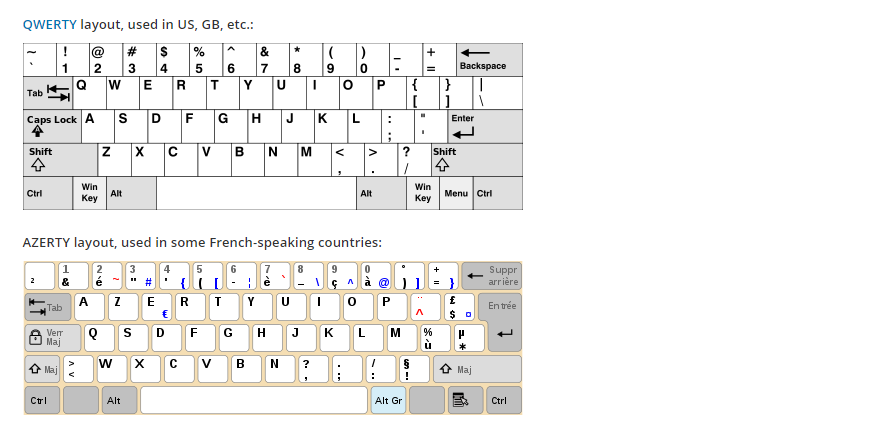 QWERTY layout, used in US, GB, etc.:
~ ! @ # $ % ^ & * ( ) _ +
` 1 2 3 4 5 6 7 8 9 0 - = Backspace
Tab Q W E R T Y U I O P { } |
[ ] \
Caps Lock A S D F G H J K L : " Enter
; '
Shift Z X C V B N M < > ? Shift
, . /
Ctrl Win Key Alt Alt Win Key Menu Ctrl
AZERTY layout, used in some French-speaking countries:
1 2 3 4 5 6 7 8 9 0 ° + Suppr
² & é ~ " # ' { ( [ - ¦ è ` _ \ ç ^ à @ ) ] = } arrière
Tab A Z E R T Y U I O P ¨ £ Entrée
€ ^ $ ¤
Verr Maj Q S D F G H J K L M % µ
ù *
Maj > W X C V B N ? . / § Maj
< , ; : !
Ctrl Alt Alt Gr Ctrl